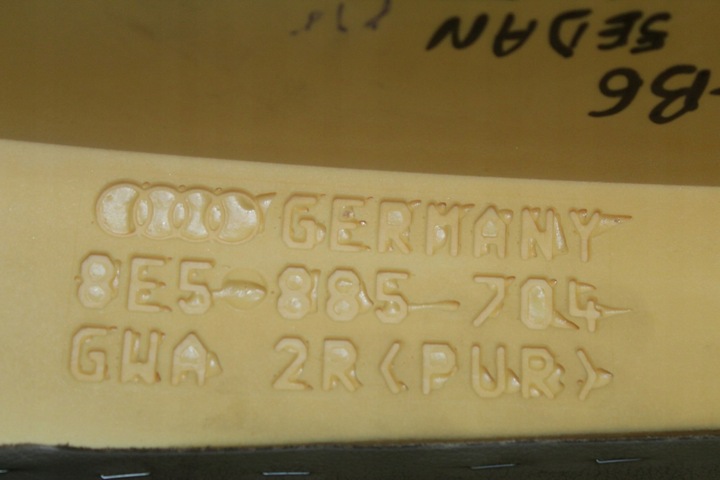 SEDAN
B6
GERMANY
8E5 885-704
GWA 2R<PUR>